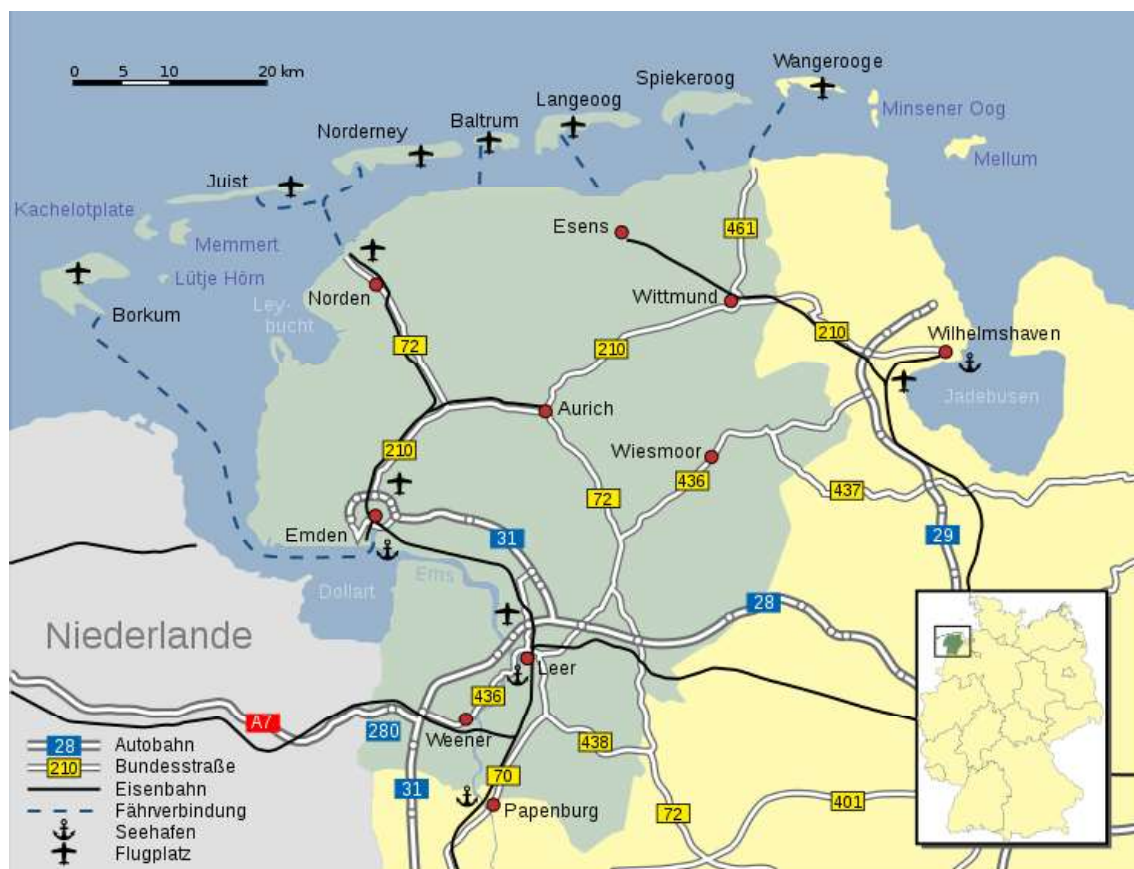 0 5 10 20 km
Wangerooge
Spiekeroog
Langeoog
Minsener Oog
Baltrum
Norderney
Mellum
Juist
Kachelotplate
Memmert
Esens
461
Lütje Hörn
Norden
Wittmund
Borkum
Ley-
bucht
210
Wilhelmshaven
72
210
Jadebusen
Aurich
210
Wiesmoor
436
437
72
Emden
31
29
Ems
Dollart
28
Niederlande
Leer
436
A7
280
Weener
438
28
Autobahn
210
Bundesstraße
70
Eisenbahn
31
Fährverbindung
Papenburg
401
72
Seehafen
Flugplatz